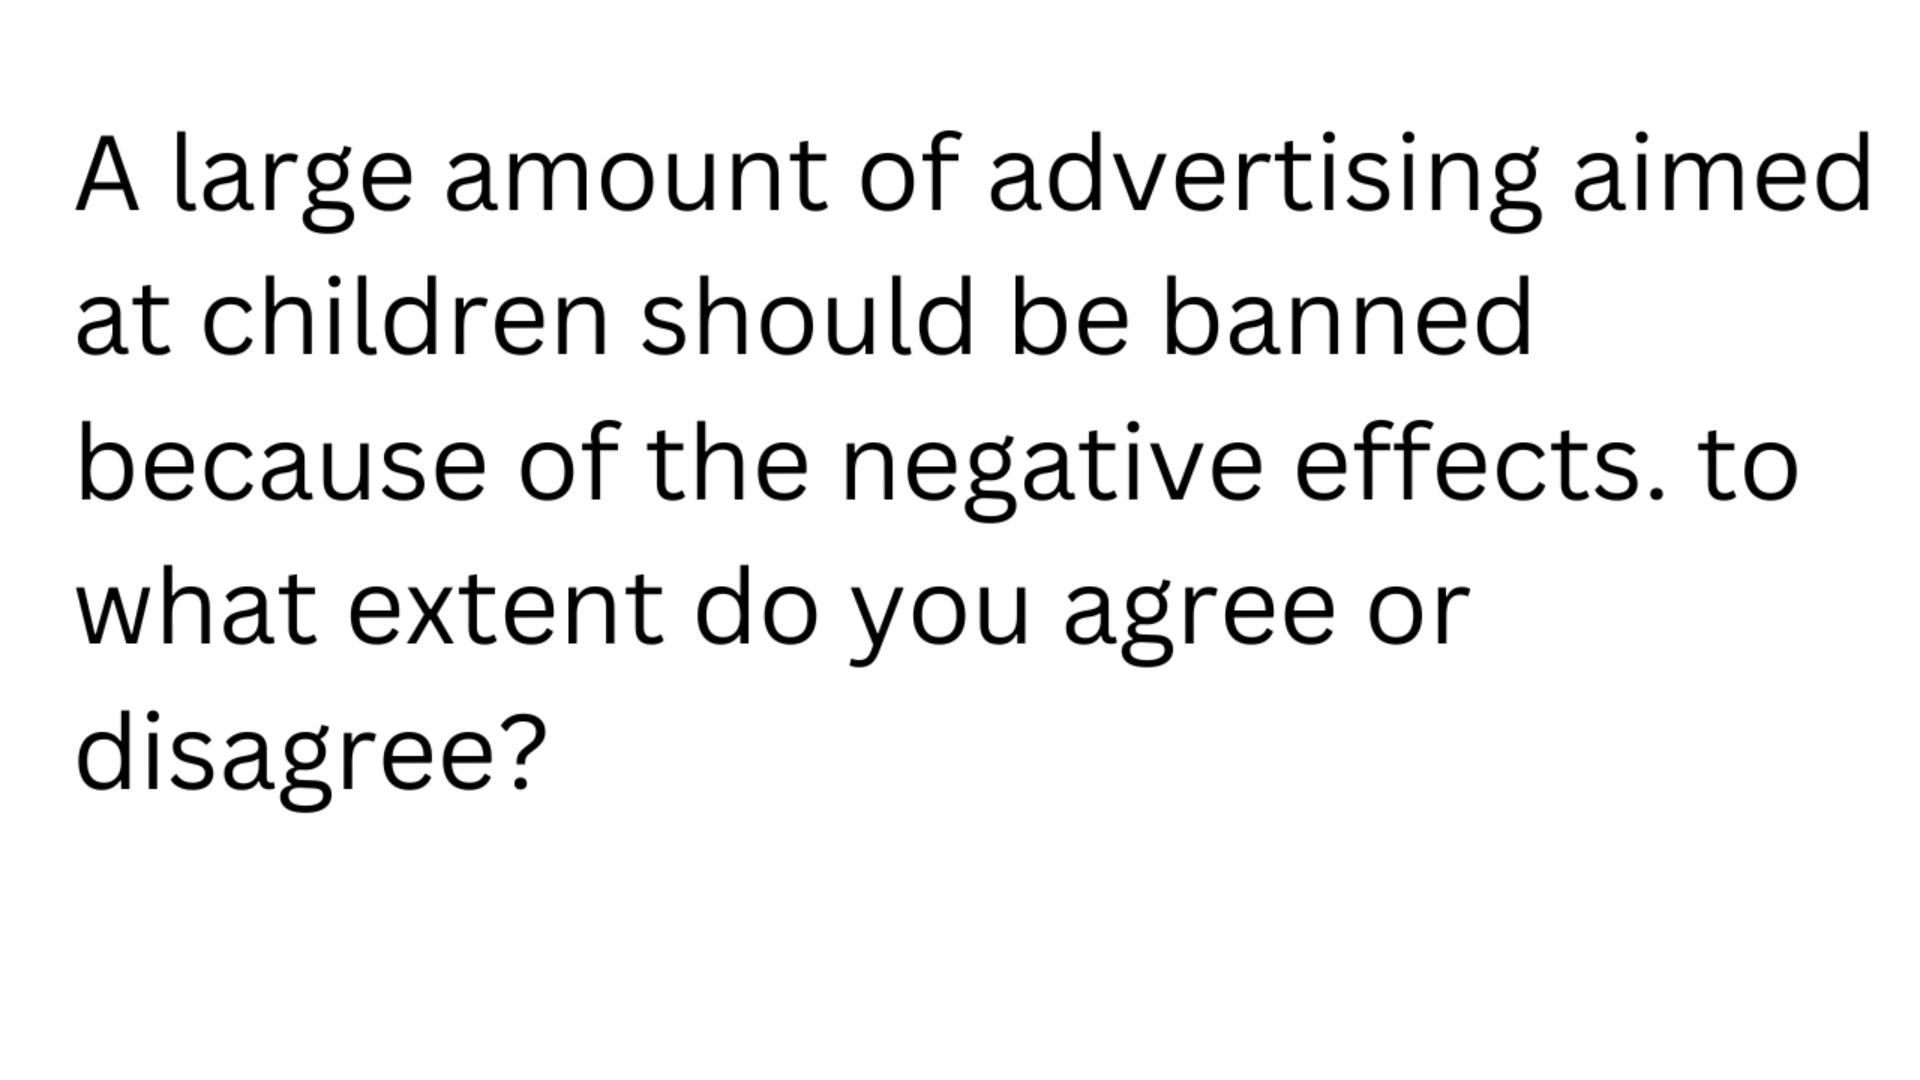 A large amount of advertising aimed
at children should be banned
because of the negative effects. to
what extent do you agree or
disagree?